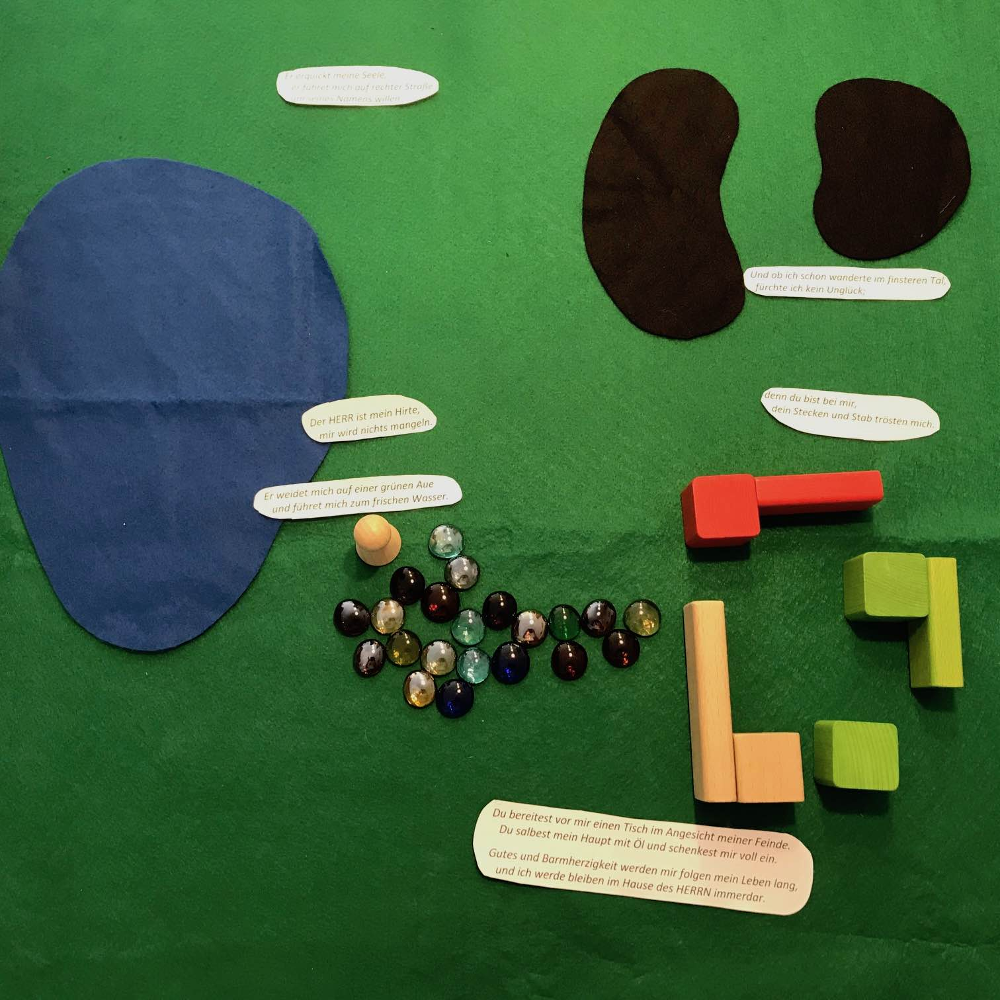 Er erquicket meine Seele,
er führet mich auf rechter Straße
um seines Namens willen
Und ob ich schon wanderte im finsteren Tal,
fürchte ich kein Unglück;
denn du bist bei mir,
dein Stecken und Stab trösten mich.
Der HERR ist mein Hirte,
mir wird nichts mangeln.
Er weidet mich auf einer grünen Aue
und führet mich zum frischen Wasser.
Du bereitest vor mir einen Tisch im Angesicht meiner Feinde.
Du salbest mein Haupt mit Öl und schenkest mir voll ein.
Gutes und Barmherzigkeit werden mir folgen mein Leben lang,
und ich werde bleiben im Hause des HERRN immerdar.